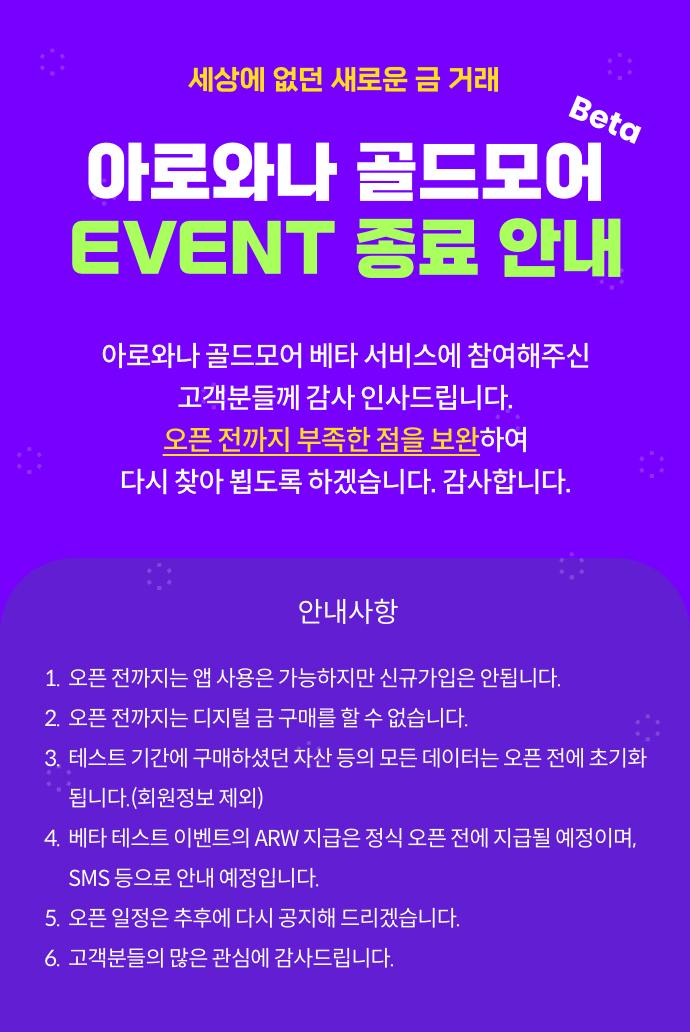 세상에 없던 새로운 금 거래
Beta
아로와나 골드모어
EVENT 종료 안내
아로와나 골드모어 베타 서비스에 참여해주신
고객분들께 감사 인사드립니다.
오픈 전까지 부족한 점을 보완하여
다시 찾아 뵙도록 하겠습니다. 감사합니다.
안내사항
1. 오픈 전까지는 앱 사용은 가능하지만 신규가입은 안됩니다.
2. 오픈 전까지는 디지털 금 구매를 할 수 없습니다.
3. 테스트 기간에 구매하셨던 자산 등의 모든 데이터는 오픈 전에 초기화
됩니다.(회원정보 제외)
4. 베타 테스트 이벤트의 ARW 지급은 정식 오픈 전에 지급될 예정이며,
SMS 등으로 안내 예정입니다.
5. 오픈 일정은 추후에 다시 공지해 드리겠습니다.
6. 고객분들의 많은 관심에 감사드립니다.